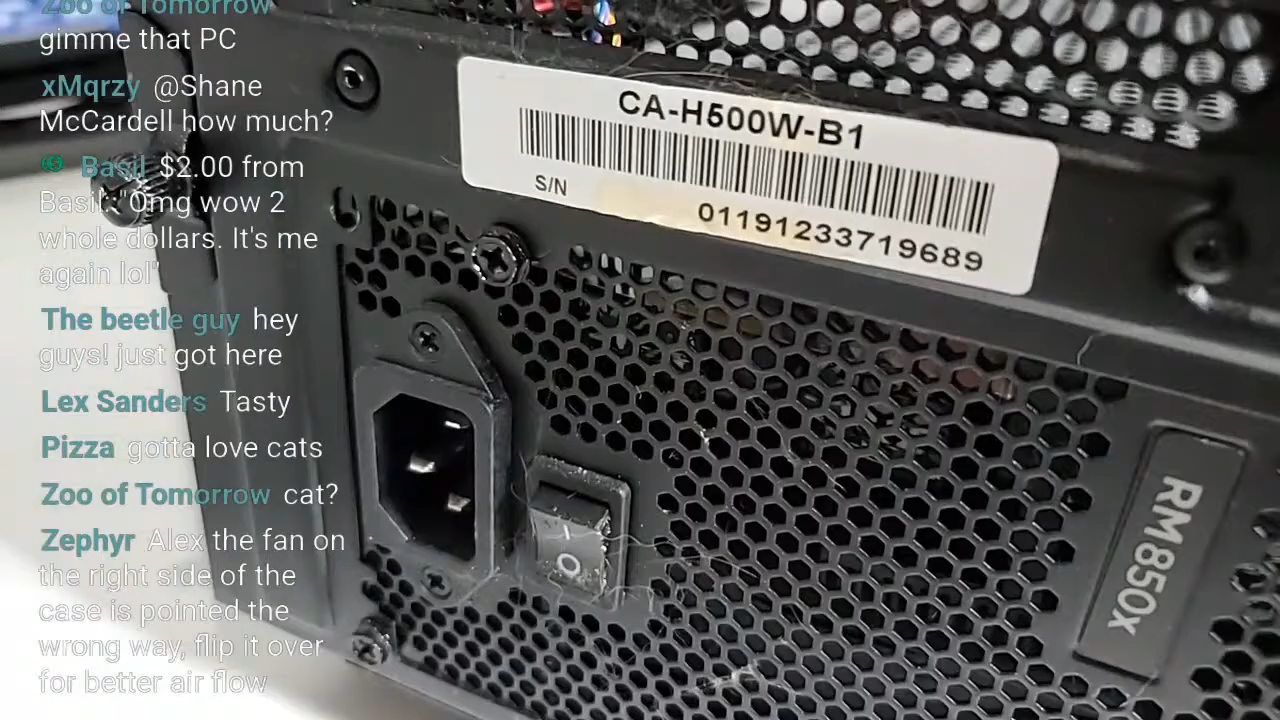 Zoo of Tomorrow
gimme that PC
xMqrzy @Shane
McCardell how much?
Basil $2.00 from
Basil: "Omg wow 2
whole dollars. It's me
again lol"
The beetle guy hey
guys! just got here
Lex Sanders Tasty
Pizza gotta love cats
Zoo of Tomorrow cat?
Zephyr Alex the fan on
the right side of the
case is pointed the
wrong way, flip it over
for better air flow
CA-H500W-B1
S/N
01191233719689
RM850x
I
O